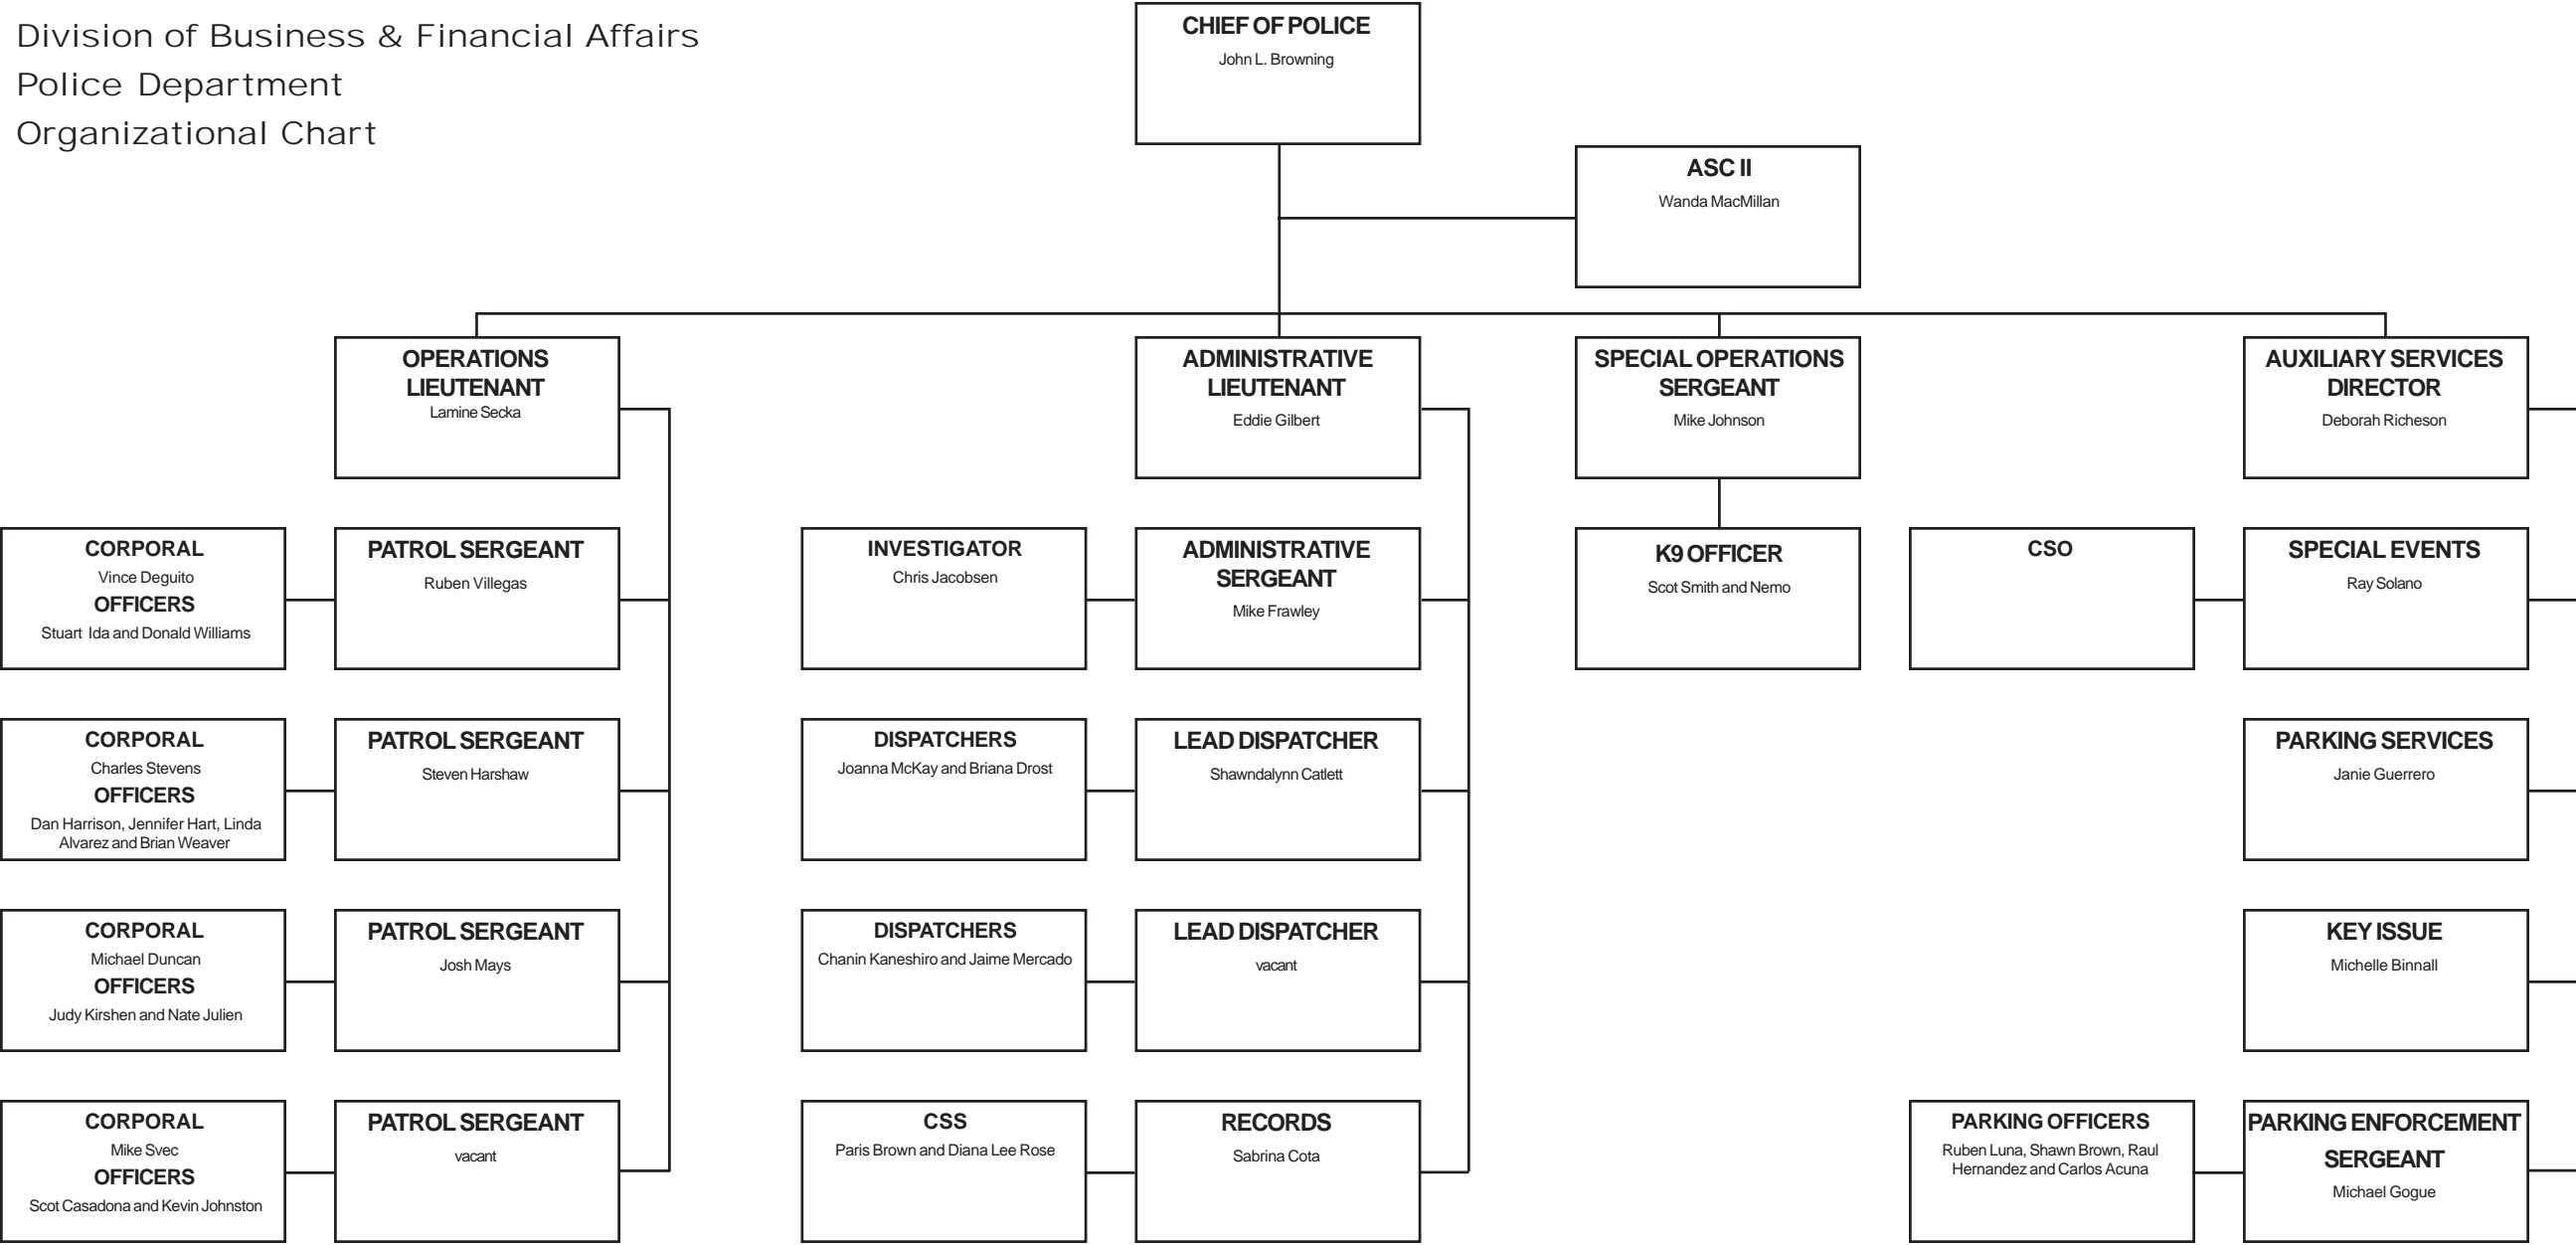 Division of Business & Financial Affairs
Police Department
Organizational Chart
CHIEF OF POLICE
John L. Browning
ASC II
Wanda MacMillan
OPERATIONS
LIEUTENANT
Lamine Secka
ADMINISTRATIVE
LIEUTENANT
Eddie Gilbert
SPECIAL OPERATIONS
SERGEANT
Mike Johnson
AUXILIARY SERVICES
DIRECTOR
Deborah Richeson
CORPORAL
Vince Deguito
OFFICERS
Stuart Ida and Donald Williams
PATROL SERGEANT
Ruben Villegas
INVESTIGATOR
Chris Jacobsen
ADMINISTRATIVE
SERGEANT
Mike Frawley
K9 OFFICER
Scot Smith and Nemo
CSO
SPECIAL EVENTS
Ray Solano
CORPORAL
Charles Stevens
OFFICERS
Dan Harrison, Jennifer Hart, Linda
Alvarez and Brian Weaver
PATROL SERGEANT
Steven Harshaw
DISPATCHERS
Joanna McKay and Briana Drost
LEAD DISPATCHER
Shawndalynn Catlett
PARKING SERVICES
Janie Guerrero
CORPORAL
Michael Duncan
OFFICERS
Judy Kirshen and Nate Julien
PATROL SERGEANT
Josh Mays
DISPATCHERS
Chanin Kaneshiro and Jaime Mercado
LEAD DISPATCHER
vacant
KEY ISSUE
Michelle Binnall
CORPORAL
Mike Svec
OFFICERS
Scot Casadona and Kevin Johnston
PATROL SERGEANT
vacant
CSS
Paris Brown and Diana Lee Rose
RECORDS
Sabrina Cota
PARKING OFFICERS
Ruben Luna, Shawn Brown, Raul
Hernandez and Carlos Acuna
PARKING ENFORCEMENT
SERGEANT
Michael Gogue